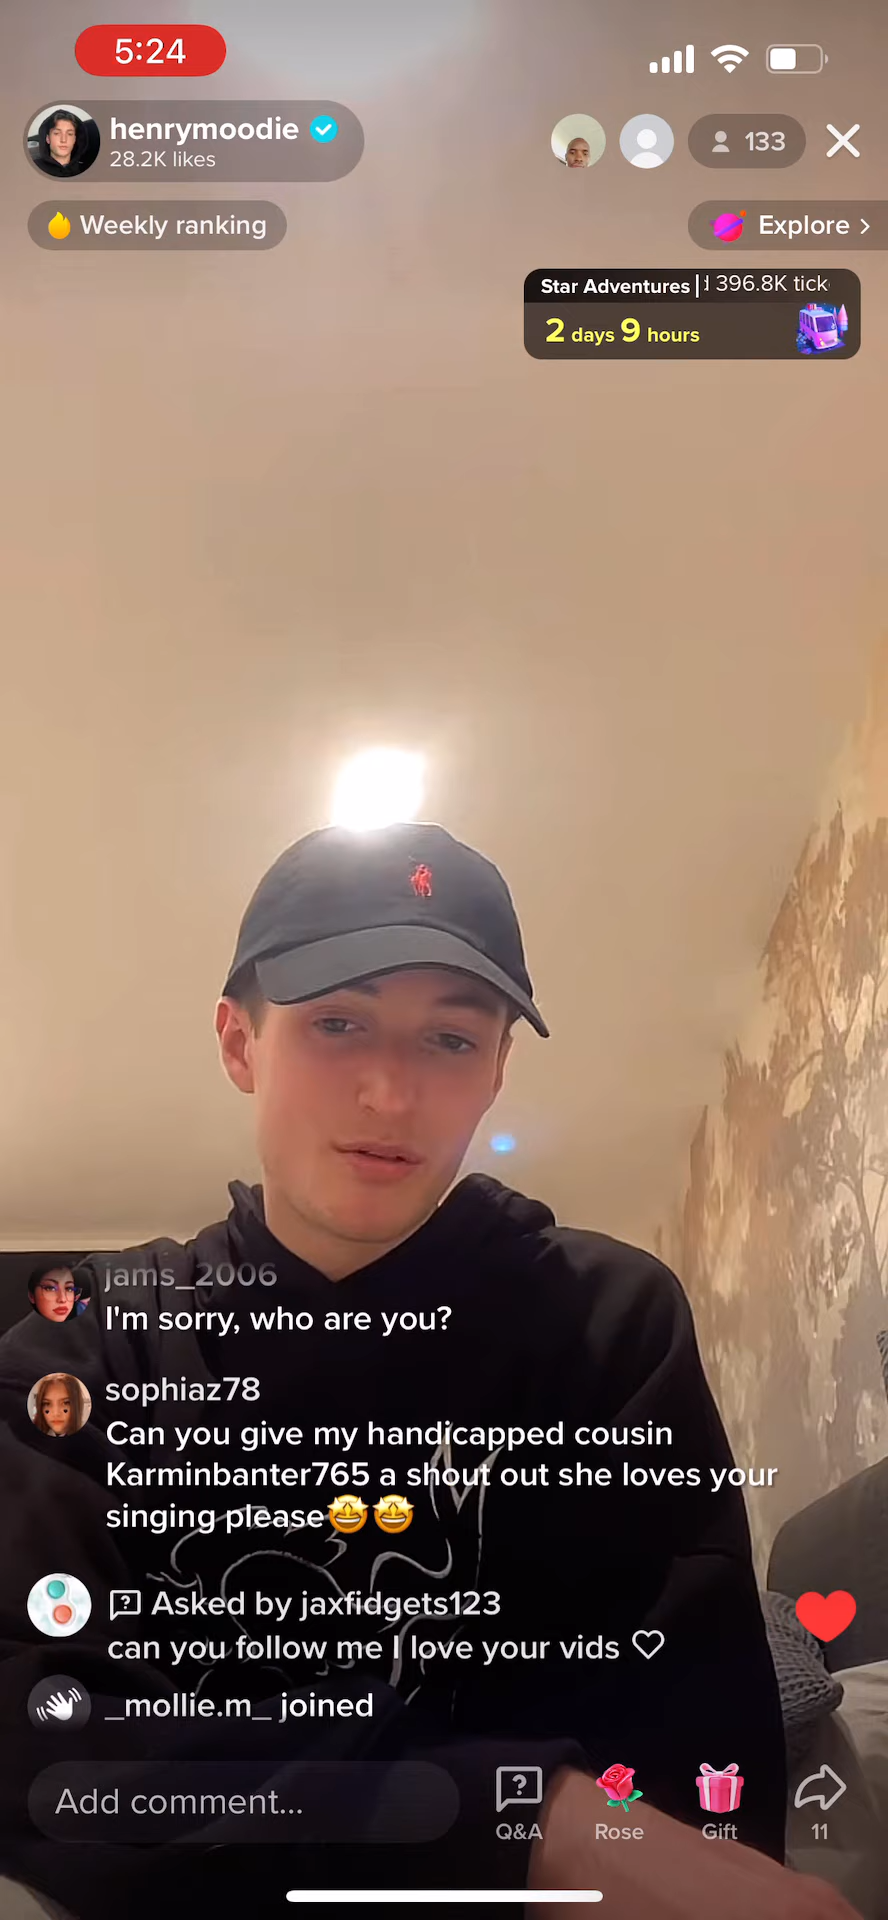 5:24
henrymoodie
28.2K likes
133
Weekly ranking
Explore >
Star Adventures | 396.8K tick
2 days 9 hours
jams_2006
I'm sorry, who are you?
sophiaz78
Can you give my handicapped cousin
Karminbanter765 a shout out she loves your
singing please🤩🤩
Asked by jaxfidgets123
can you follow me I love your vids ♡
_mollie.m_ joined
Add comment...
Q&A
Rose
Gift
11